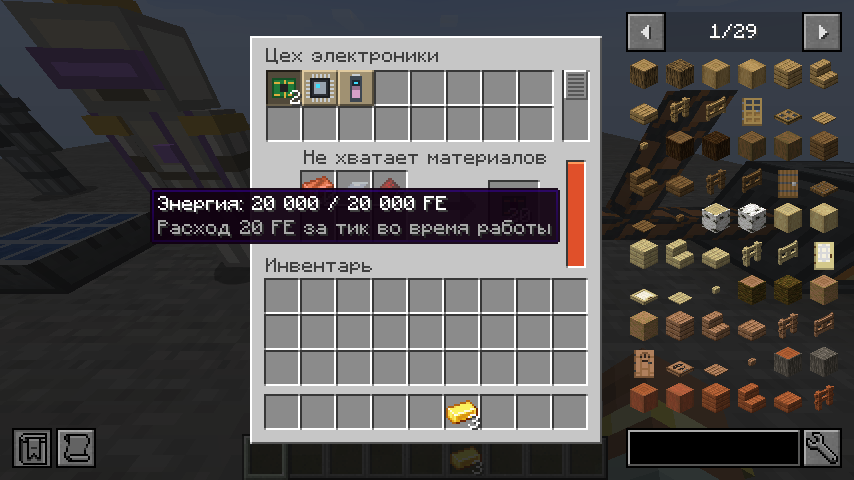 Цех электроники
1/29
2
Не хватает материалов
Энергия: 20 000 / 20 000 FE
Расход 20 FE за тик во время работы
Инвентарь
3
3